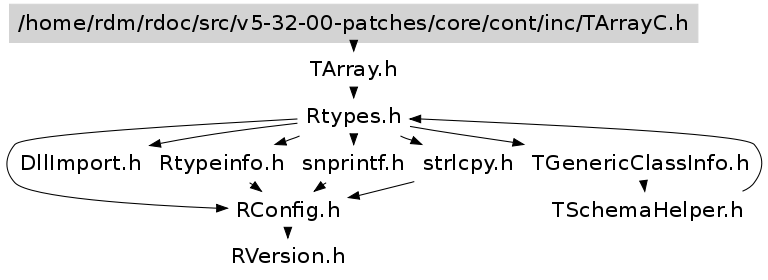 /home/rdm/rdoc/src/v5-32-00-patches/core/cont/inc/TArrayC.h
TArray.h
Rtypes.h
DllImport.h Rtypeinfo.h snprintf.h strlcpy.h TGenericClassInfo.h
RConfig.h TSchemaHelper.h
RVersion.h